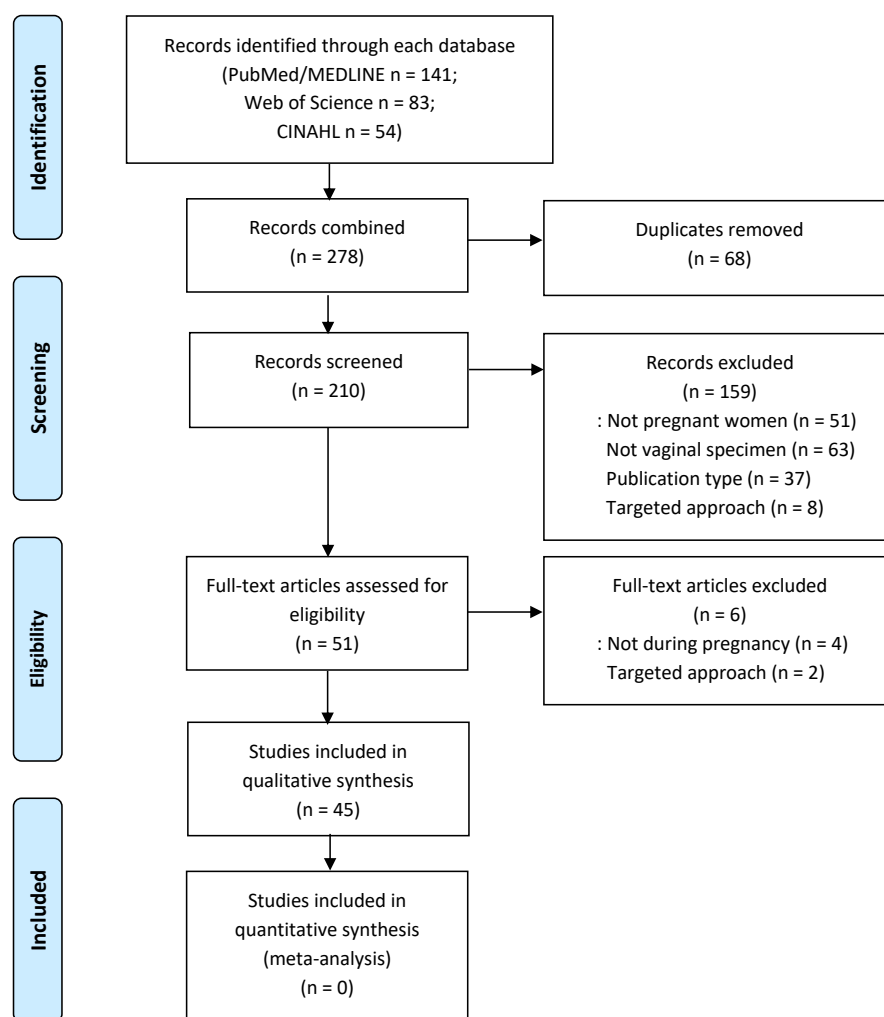 Identification
Records identified through each database
(PubMed/MEDLINE n = 141;
Web of Science n = 83;
CINAHL n = 54)
Records combined
(n = 278)
Duplicates removed
(n = 68)
Screening
Records screened
(n = 210)
Records excluded
(n = 159)
: Not pregnant women (n = 51)
Not vaginal specimen (n = 63)
Publication type (n = 37)
Targeted approach (n = 8)
Eligibility
Full-text articles assessed for
eligibility
(n = 51)
Full-text articles excluded
(n = 6)
: Not during pregnancy (n = 4)
Targeted approach (n = 2)
Studies included in
qualitative synthesis
(n = 45)
Included
Studies included in
quantitative synthesis
(meta-analysis)
(n = 0)